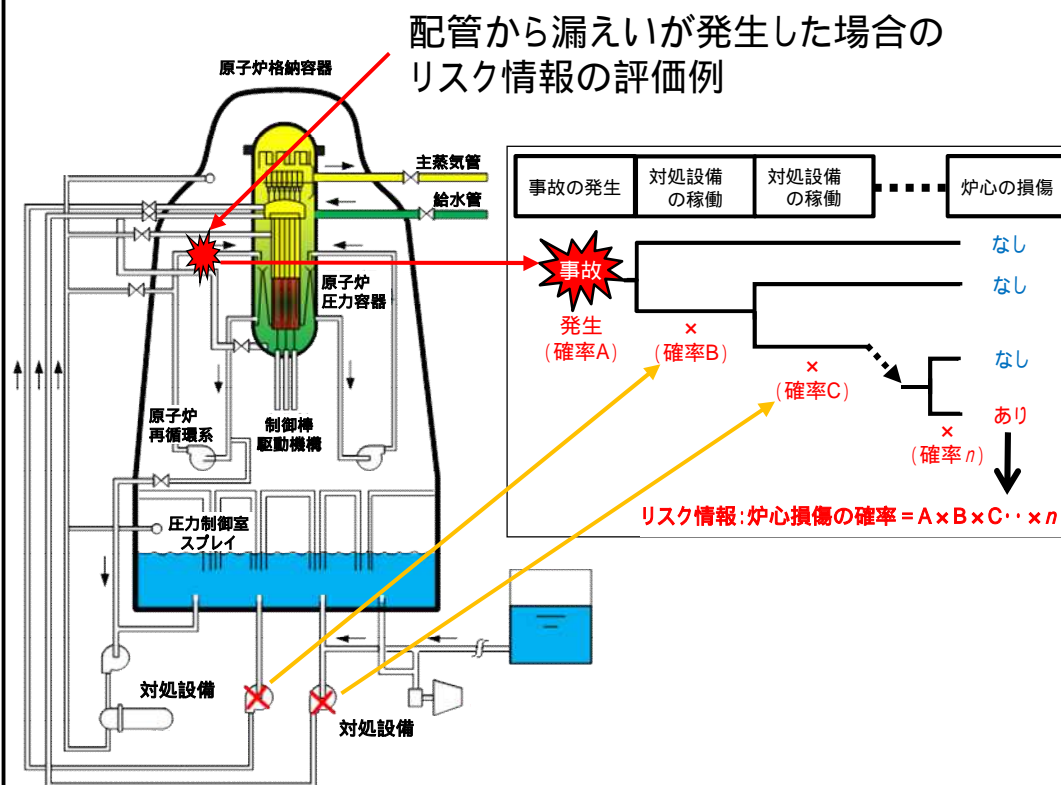 配管から漏えいが発生した場合の
リスク情報の評価例
原子炉格納容器
主蒸気管
給水管
原子炉
圧力容器
原子炉
再循環系
制御棒
駆動機構
圧力制御室
スプレイ
対処設備
対処設備
事故の発生
対処設備
の稼働
対処設備
の稼働
炉心の損傷
事故
発生
(確率A)
×
(確率B)
×
(確率C)
×
(確率n)
なし
なし
なし
あり
リスク情報:炉心損傷の確率=A×B×C‥×n